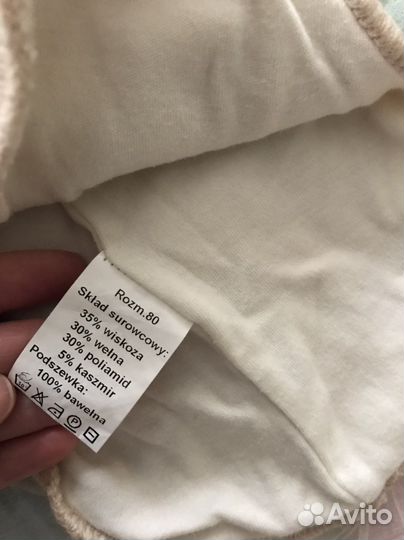 Rozm.80
Skład surowcowy:
35% wiskoza
30% wełna
30% poliamid
5% kaszmir
Podszewka:
100% bawełna
Avito